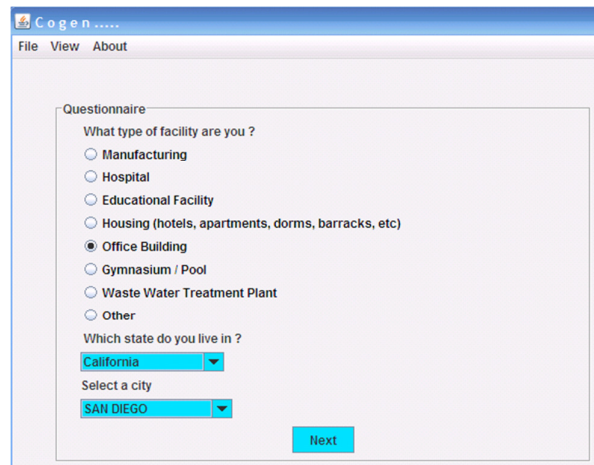 Cogen.....
File View About
Questionnaire
What type of facility are you ?
Manufacturing
Hospital
Educational Facility
Housing (hotels, apartments, dorms, barracks, etc)
Office Building
Gymnasium / Pool
Waste Water Treatment Plant
Other
Which state do you live in ?
California
Select a city
SAN DIEGO
Next